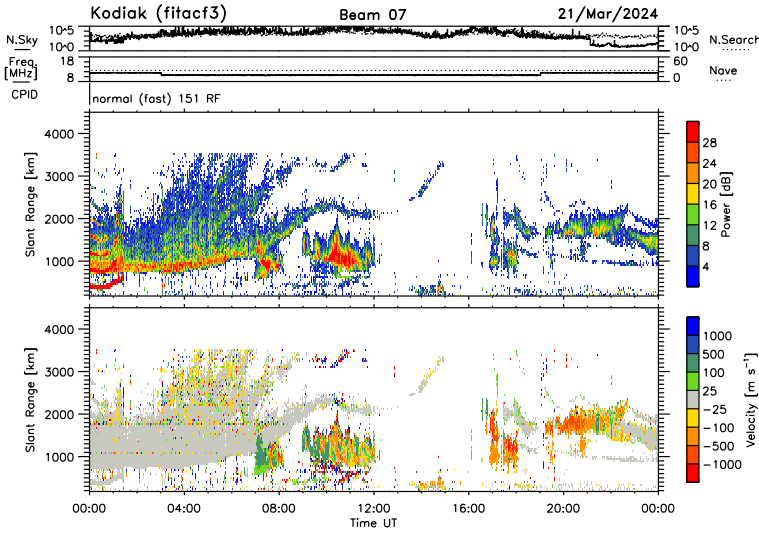 Kodiak (fitacf3) Beam 07 21/Mar/2024
N.Sky 10^5 10^0 10^5 10^0 N.Search
Freq. [MHz] 18 8 60 0 Nave
CPID normal (fast) 151 RF
Slant Range [km] 4000 3000 2000 1000
Power [dB] 28 24 20 16 12 8 4
Slant Range [km] 4000 3000 2000 1000
Velocity [m s⁻¹] 1000 500 100 25 −25 −100 −500 −1000
00:00 04:00 08:00 12:00 16:00 20:00 00:00
Time UT